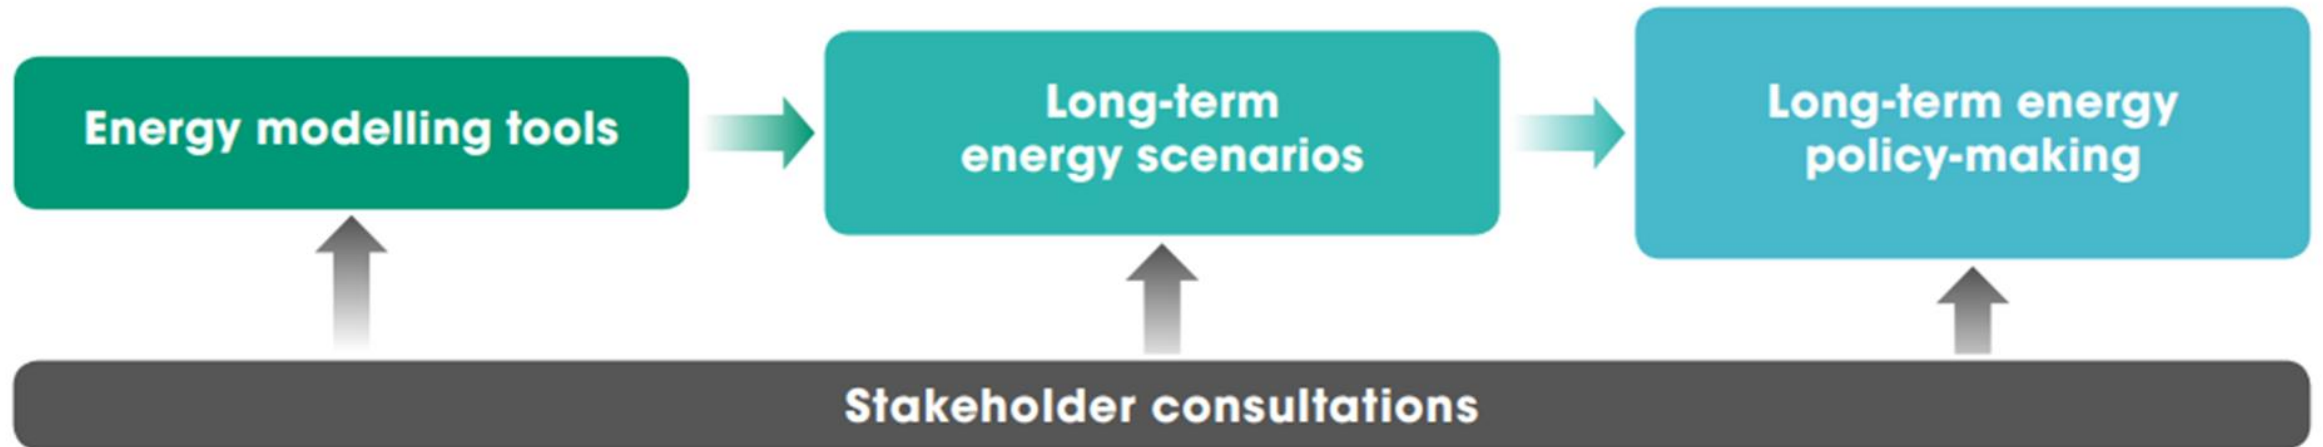 Energy modelling tools
Long-term
energy scenarios
Long-term energy
policy-making
Stakeholder consultations